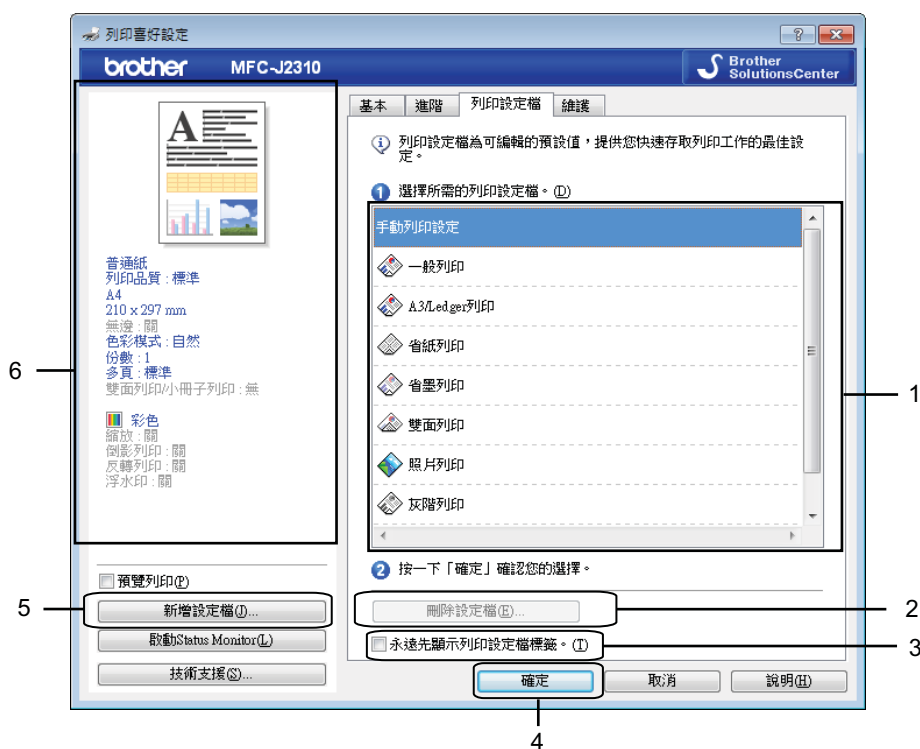 列印喜好設定
brother MFC-J2310
Brother
SolutionsCenter
基本 進階 列印設定檔 維護
列印設定檔為可編輯的預設值，提供您快速存取列印工作的最佳設
定。
1 選擇所需的列印設定檔。(D)
手動列印設定
一般列印
A3/Ledger列印
省紙列印
省墨列印
雙面列印
照片列印
灰階列印
2 按一下「確定」確認您的選擇。
刪除設定檔(E)...
永遠先顯示列印設定檔標籤。(T)
A
普通紙
列印品質 : 標準
A4
210 x 297 mm
無邊 : 關
色彩模式 : 自然
份數 : 1
多頁 : 標準
雙面列印/小冊子列印 : 無
彩色
縮放 : 關
倒影列印 : 關
反轉列印 : 關
浮水印 : 關
預覽列印(P)
新增設定檔(J)...
啟動Status Monitor(L)
技術支援(S)...
確定 取消 說明(H)
1
2
3
4
5
6